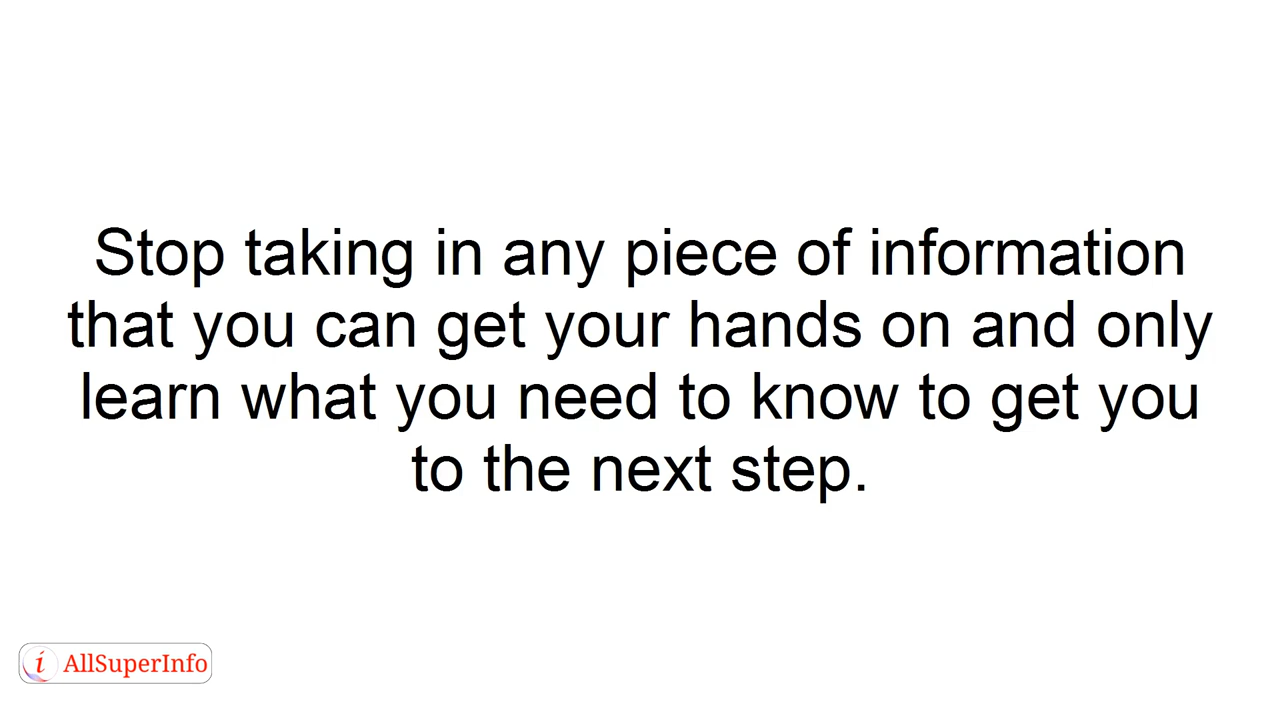 Stop taking in any piece of information
that you can get your hands on and only
learn what you need to know to get you
to the next step.
i AllSuperInfo